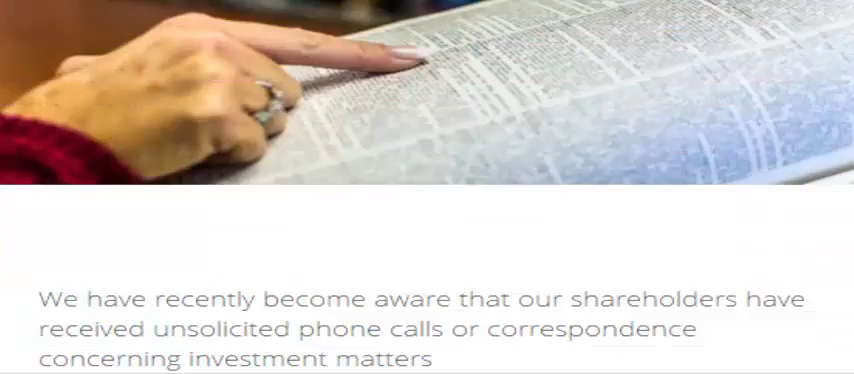 We have recently become aware that our shareholders have
received unsolicited phone calls or correspondence
concerning investment matters